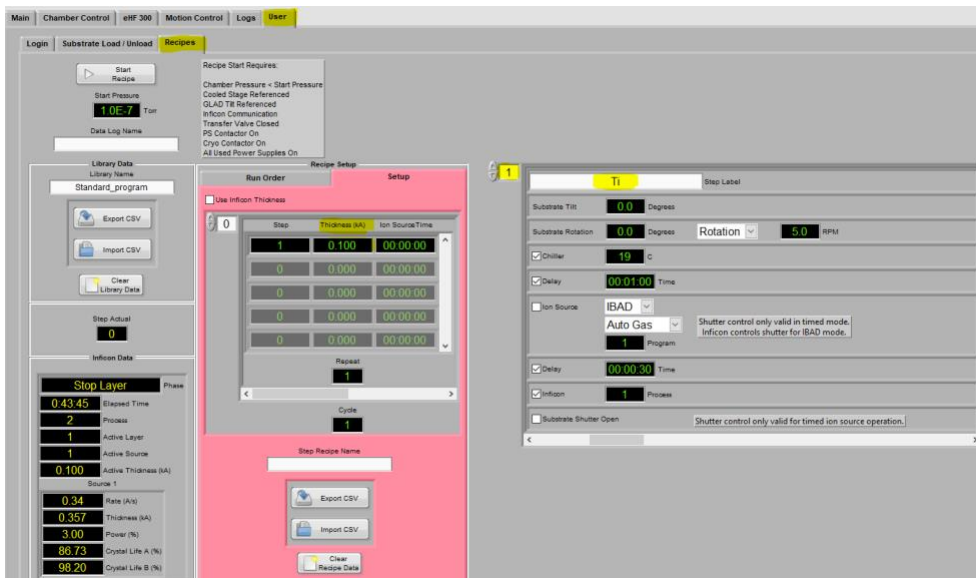 Main Chamber Control eHF 300 Motion Control Logs User
Login Substrate Load / Unload Recipes
Start Recipe
Start Pressure
1.0E-7 Torr
Data Log Name
Recipe Start Requires:
Chamber Pressure < Start Pressure
Cooled Stage Referenced
GLAD Tilt Referenced
Inficon Communication
Transfer Valve Closed
PS Contactor On
Cryo Contactor On
All Used Power Supplies On
Library Data
Library Name
Standard_program
Export CSV
Import CSV
Clear
Library Data
Step Actual
0
Inficon Data
Stop Layer Phase
0:43:45 Elapsed Time
2 Process
1 Active Layer
1 Active Source
0.100 Active Thickness (kA)
Source 1
0.34 Rate (A/s)
0.357 Thickness (kA)
3.00 Power (%)
86.73 Crystal Life A (%)
98.20 Crystal Life B (%)
Recipe Setup
Run Order Setup
Use Inficon Thickness
0 Step Thickness (kA) Ion SourceTime
1 0.100 00:00:00
0 0.000 00:00:00
0 0.000 00:00:00
0 0.000 00:00:00
0 0.000 00:00:00
Repeat
1
Cycle
1
Step Recipe Name
Export CSV
Import CSV
Clear
Recipe Data
1
Ti Step Label
Substrate Tilt 0.0 Degrees
Substrate Rotation 0.0 Degrees Rotation 5.0 RPM
Chiller 19 c
Delay 00:01:00 Time
Ion Source IBAD
Auto Gas
1 Program
Shutter control only valid in timed mode.
Inficon controls shutter for IBAD mode.
Delay 00:00:30 Time
Inficon 1 Process
Substrate Shutter Open Shutter control only valid for timed ion source operation.